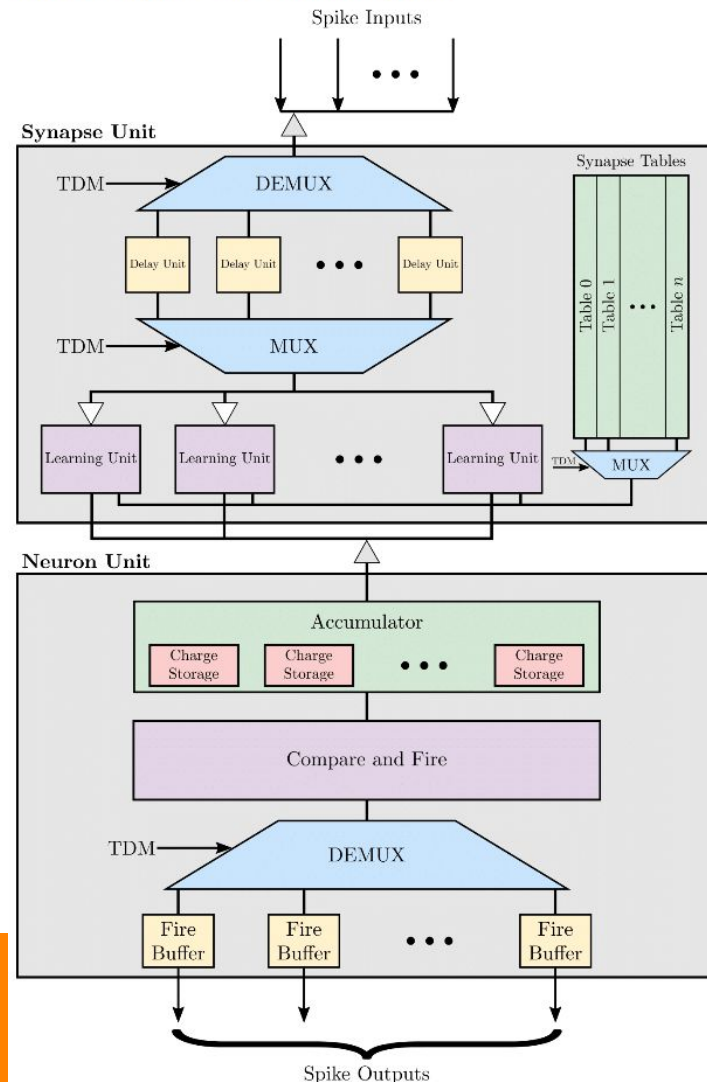 Spike Inputs
Synapse Unit
Synapse Tables
TDM
DEMUX
Delay Unit
Delay Unit
Delay Unit
Table 0
Table 1
Table n
TDM
MUX
Learning Unit
Learning Unit
Learning Unit
TDM
MUX
Neuron Unit
Accumulator
Charge
Storage
Charge
Storage
Charge
Storage
Compare and Fire
TDM
DEMUX
Fire
Buffer
Fire
Buffer
Fire
Buffer
Spike Outputs